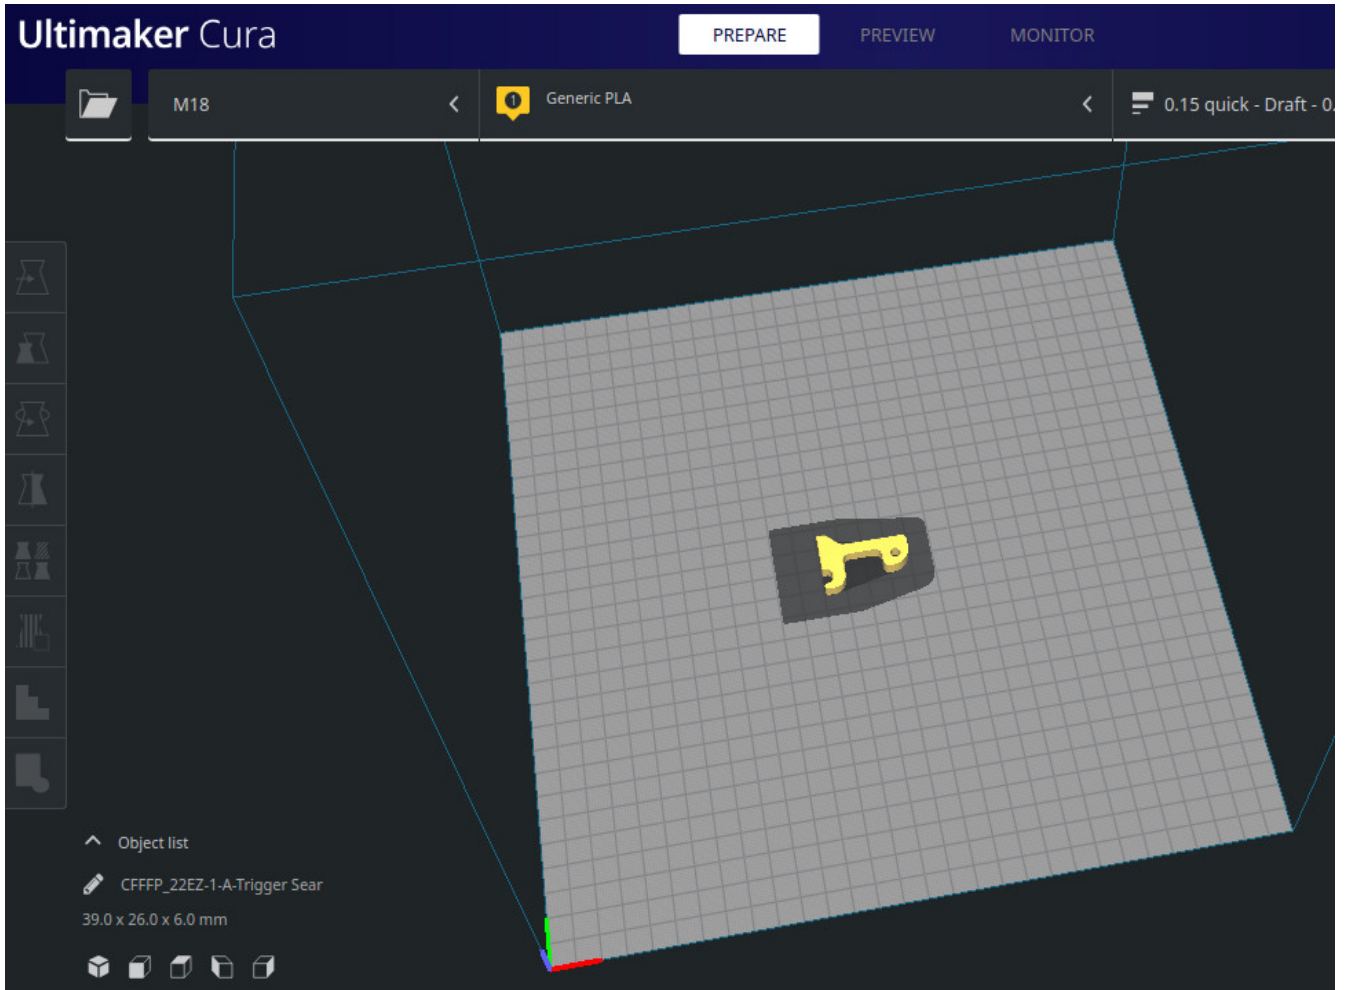 Ultimaker Cura
PREPARE
PREVIEW
MONITOR
M18
1
Generic PLA
0.15 quick - Draft - 0.
Object list
CFFFP_22EZ-1-A-Trigger Sear
39.0 x 26.0 x 6.0 mm